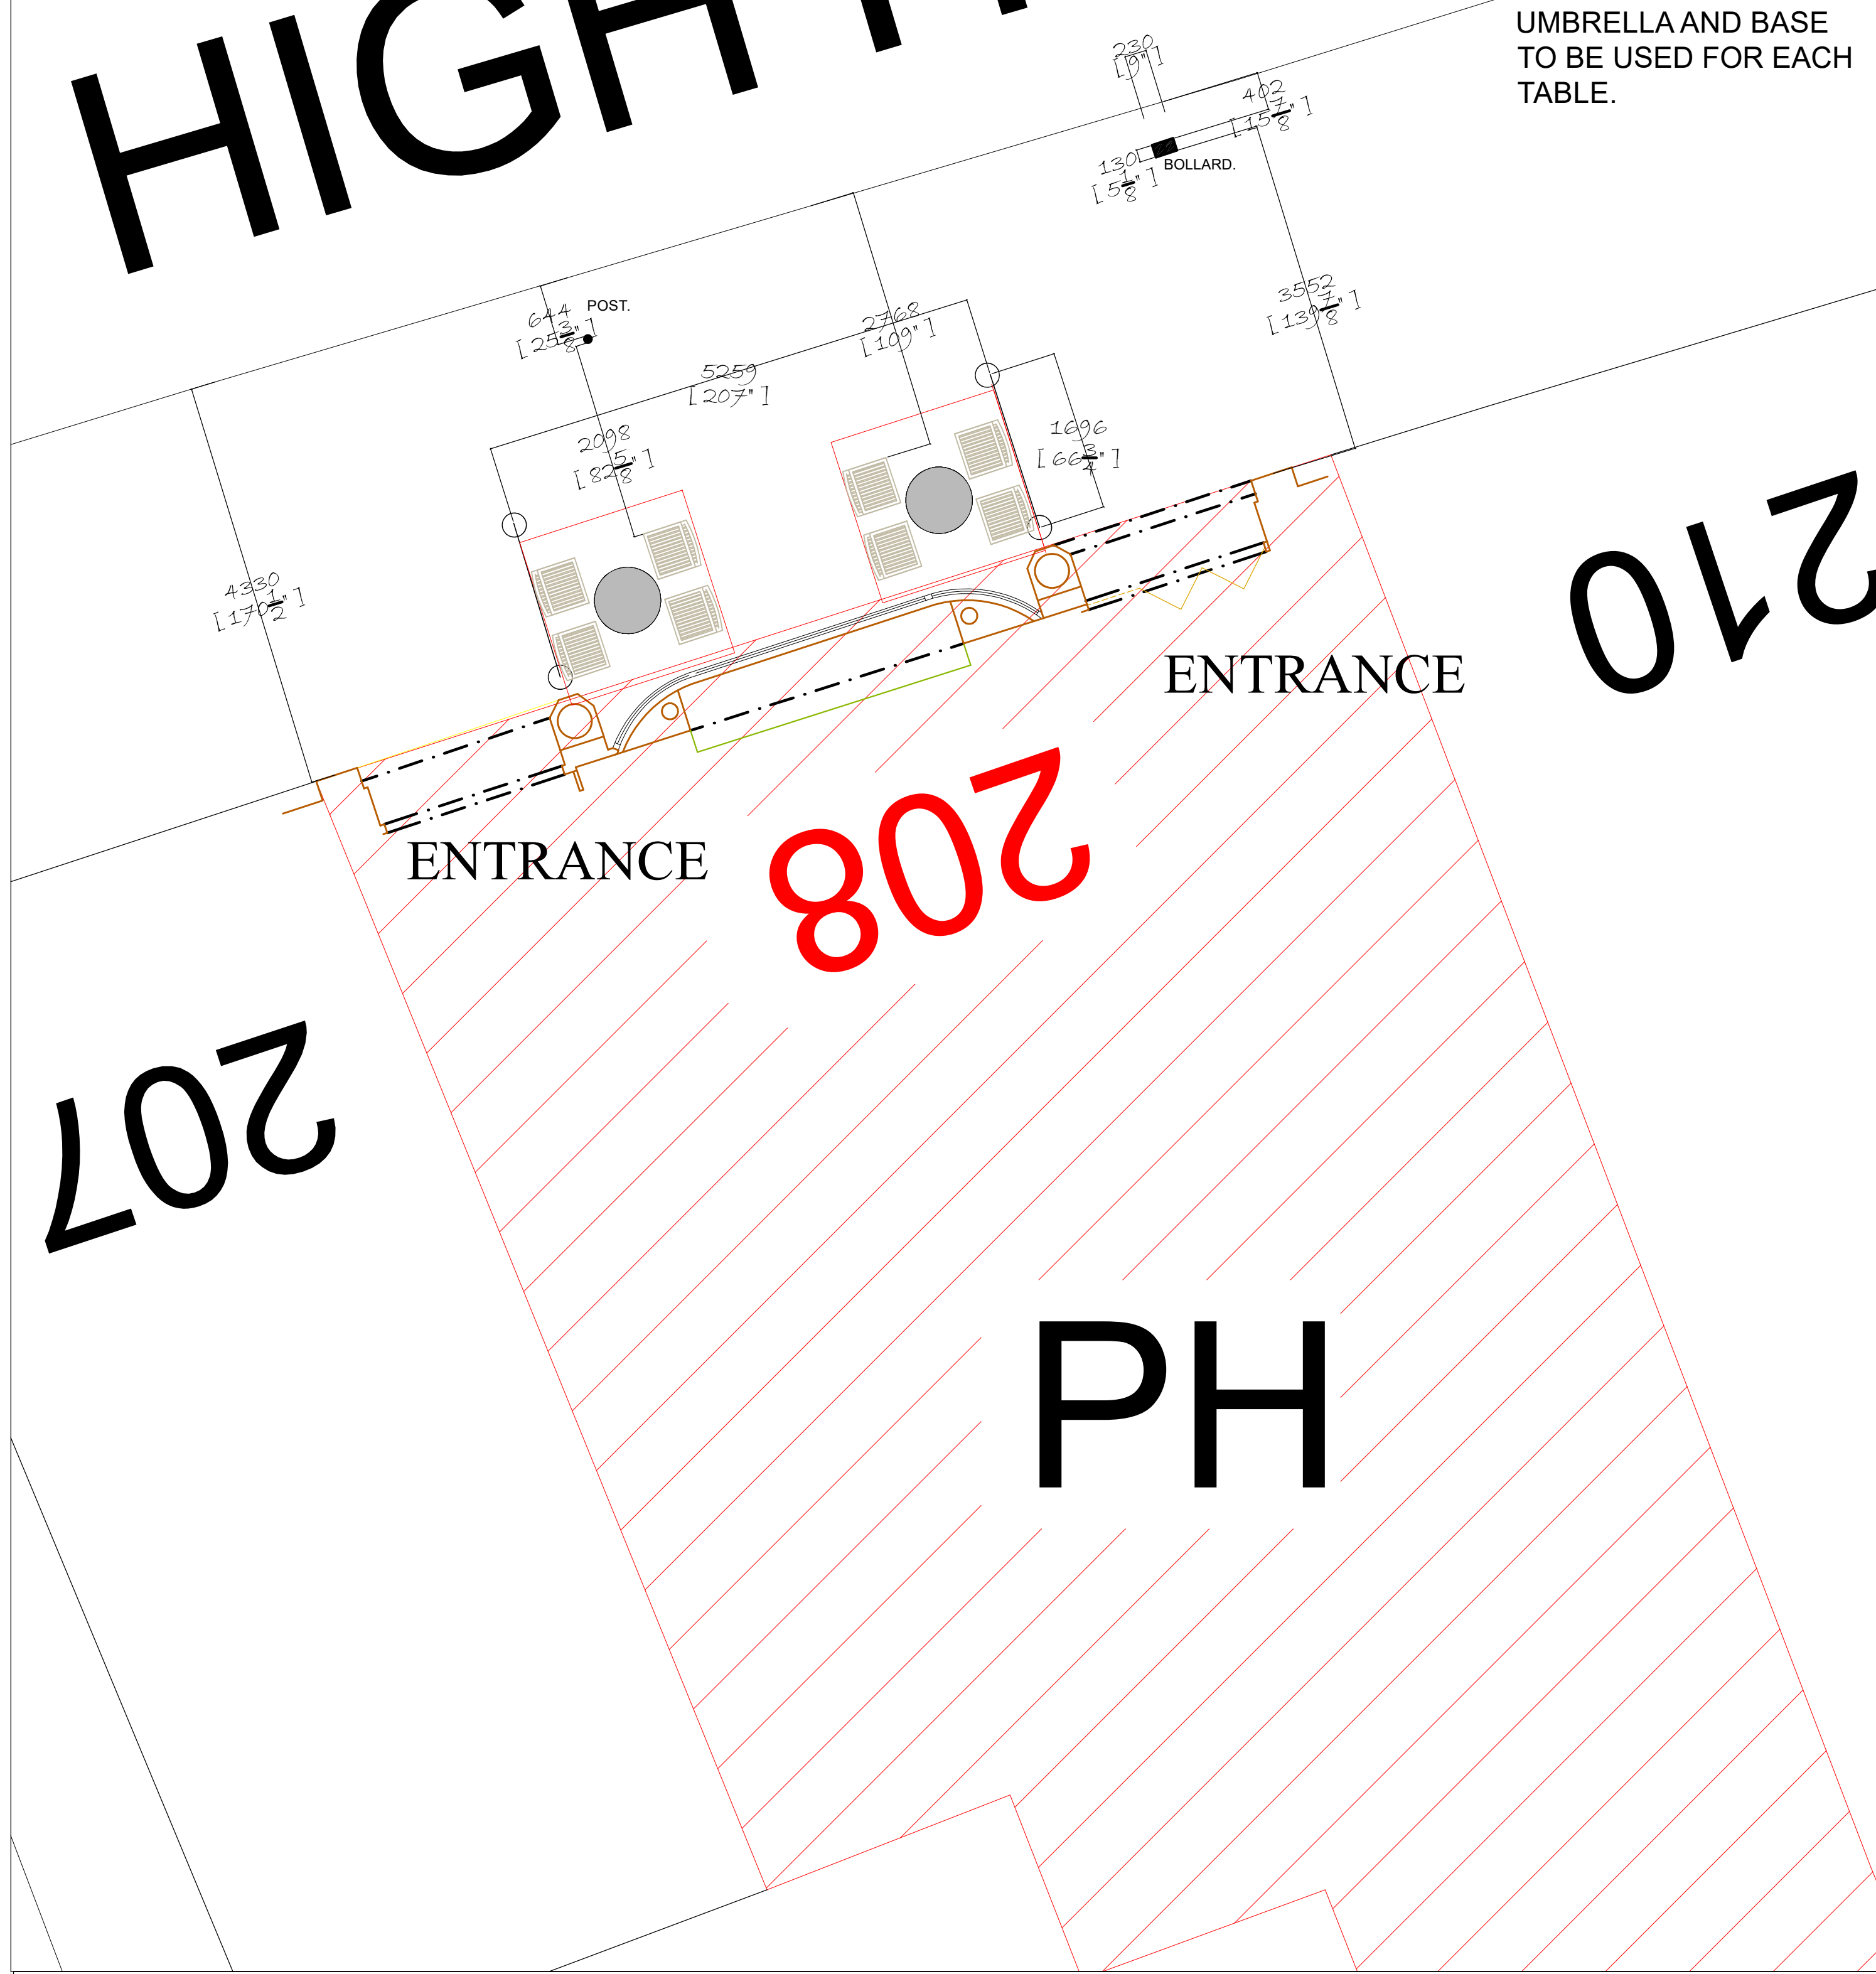 HIGH
UMBRELLA AND BASE
TO BE USED FOR EACH
TABLE.
230
[9"]
402
[15 7/8"]
130
[5 1/8"]
BOLLARD.
644
[25 3/8"]
POST.
2768
[109"]
3552
[139 7/8"]
5259
[207"]
2098
[82 5/8"]
1696
[66 3/4"]
4330
[170 1/2"]
210
ENTRANCE
ENTRANCE
208
207
PH